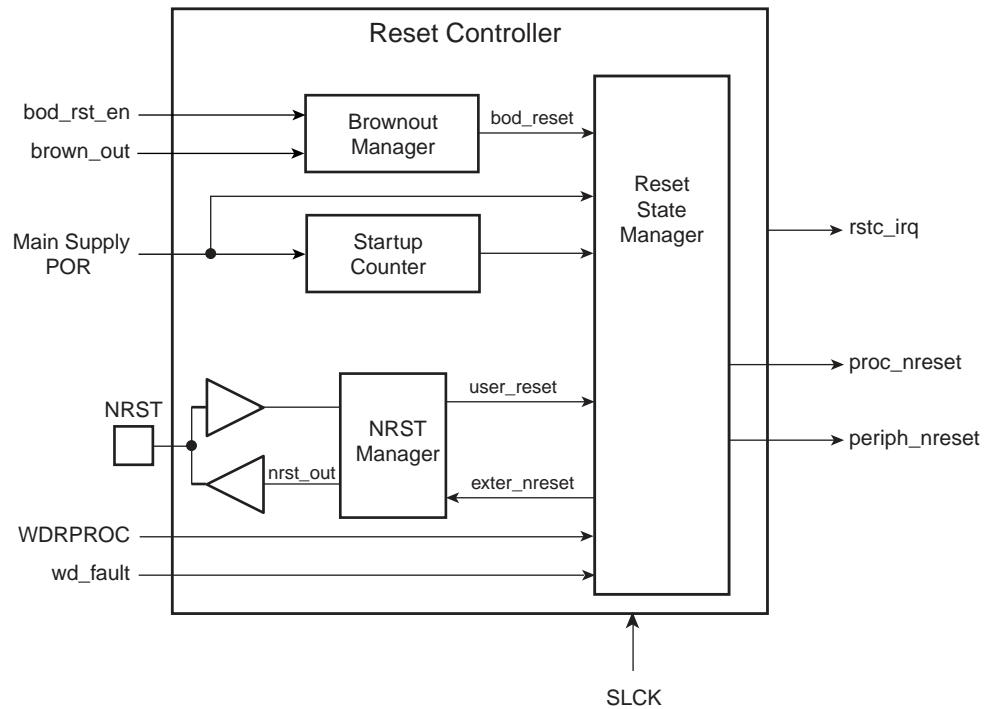 Reset Controller
bod_rst_en
brown_out
Brownout
Manager
bod_reset
Main Supply
POR
Startup
Counter
Reset
State
Manager
rstc_irq
proc_nreset
periph_nreset
NRST
NRST
Manager
user_reset
nrst_out
exter_nreset
WDRPROC
wd_fault
SLCK